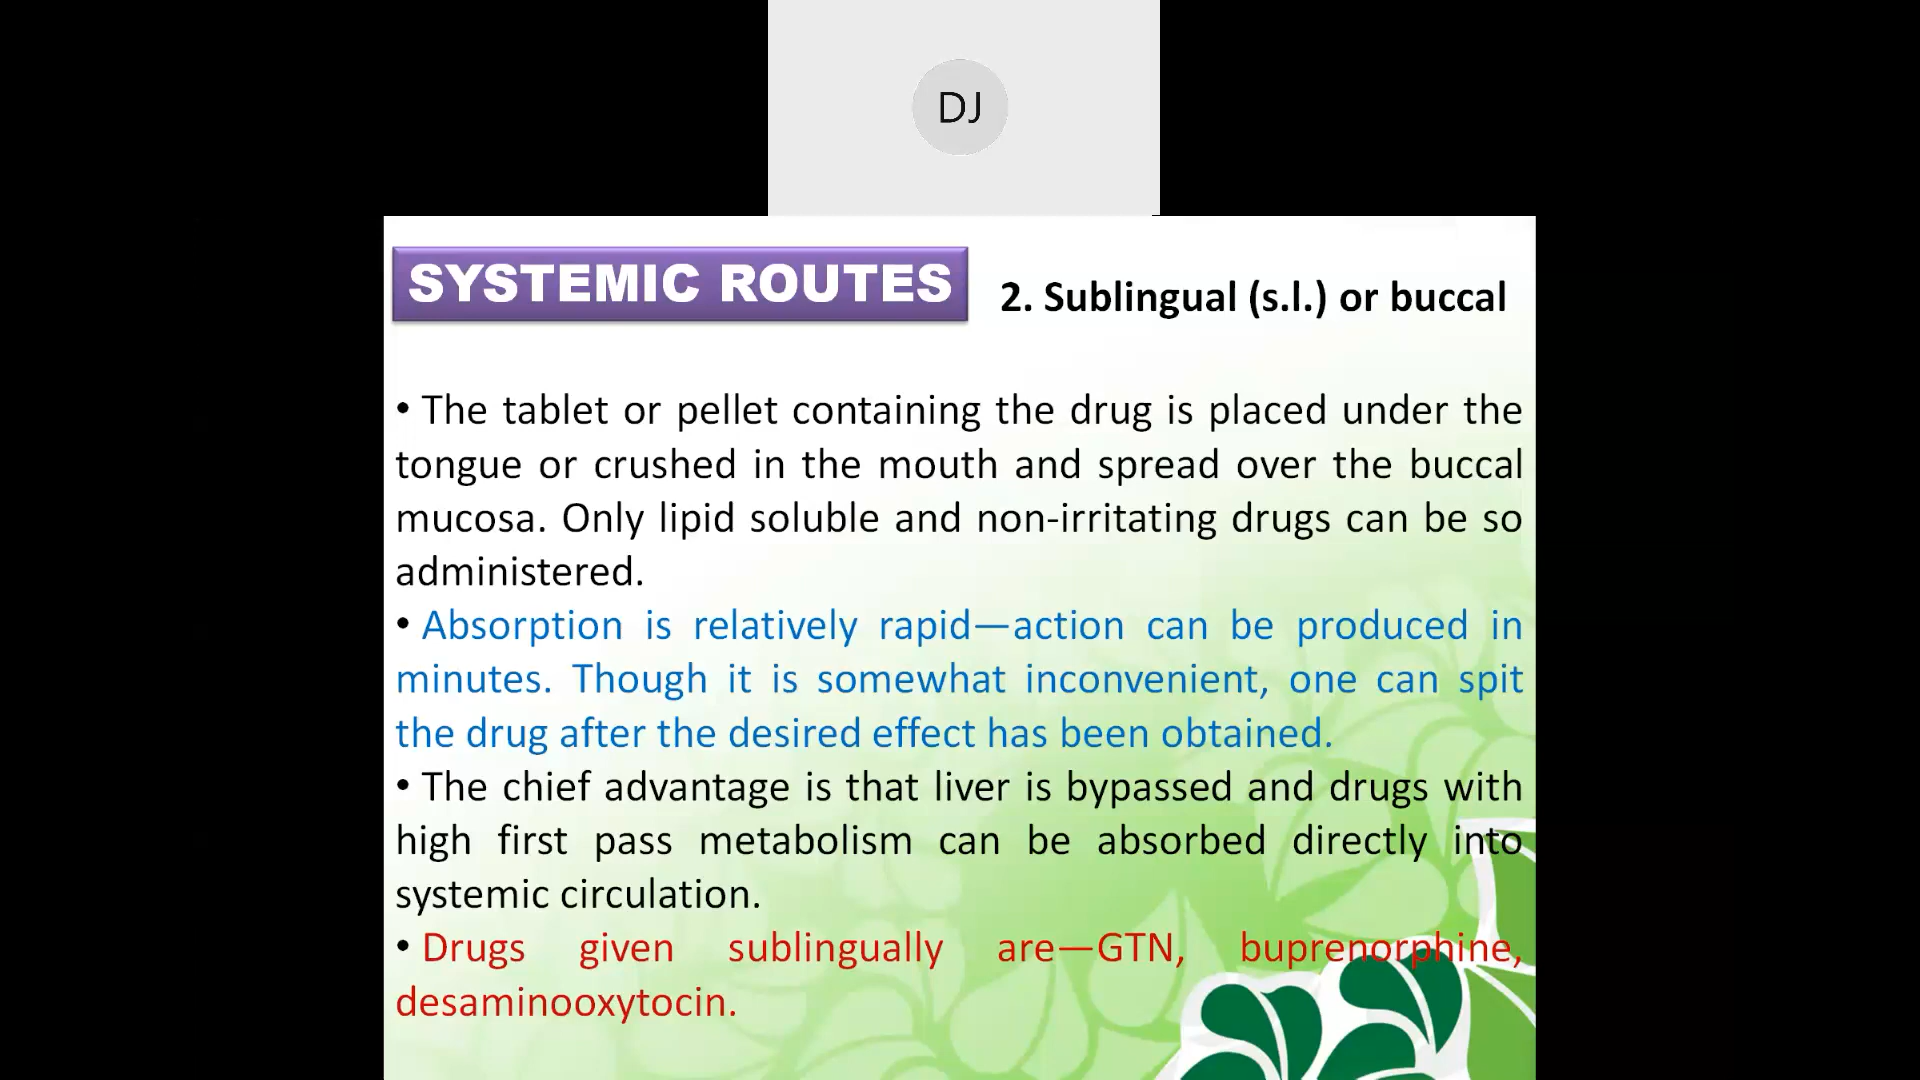 DJ
SYSTEMIC ROUTES
2. Sublingual (s.l.) or buccal
• The tablet or pellet containing the drug is placed under the
tongue or crushed in the mouth and spread over the buccal
mucosa. Only lipid soluble and non-irritating drugs can be so
administered.
• Absorption is relatively rapid—action can be produced in
minutes. Though it is somewhat inconvenient, one can spit
the drug after the desired effect has been obtained.
• The chief advantage is that liver is bypassed and drugs with
high first pass metabolism can be absorbed directly into
systemic circulation.
• Drugs given sublingually are—GTN, buprenorphine,
desaminooxytocin.